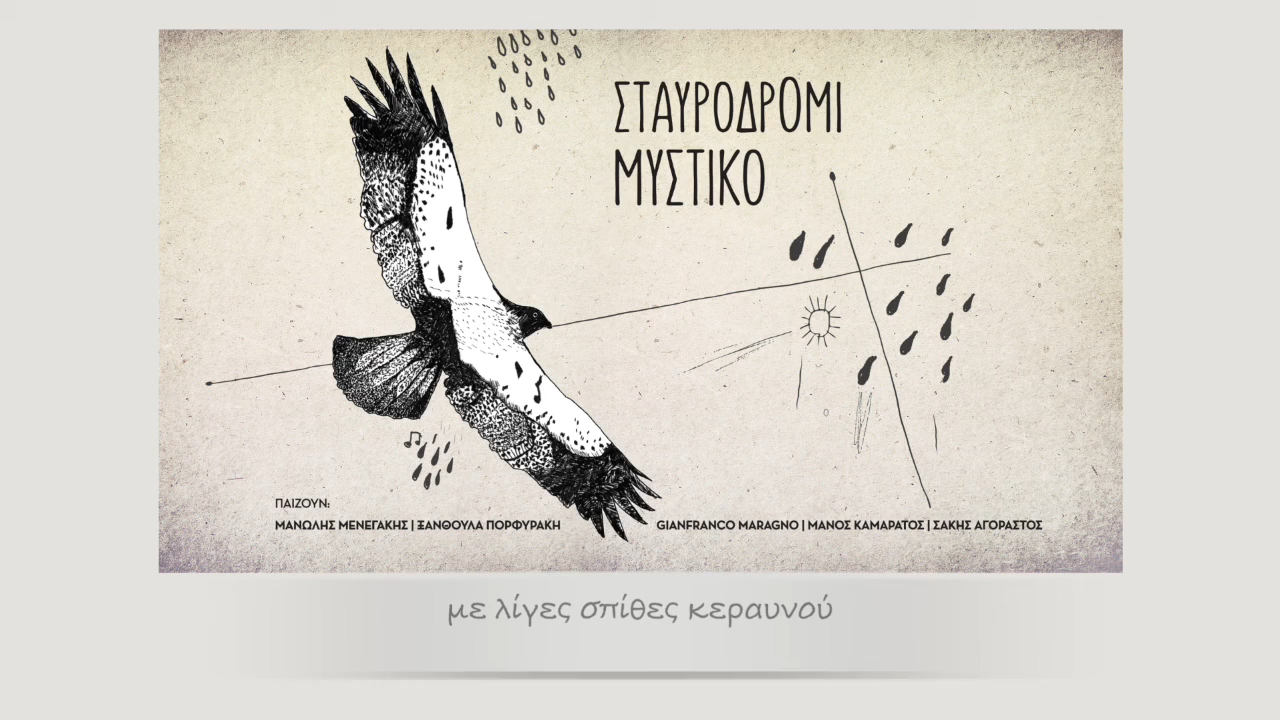 ΣΤΑΥΡΟΔΡΟΜΙ
ΜΥΣΤΙΚΟ
ΠΑΙΖΟΥΝ:
ΜΑΝΩΛΗΣ ΜΕΝΕΓΑΚΗΣ | ΞΑΝΘΟΥΛΑ ΠΟΡΦΥΡΑΚΗ
GIANFRANCO MARAGNO | ΜΑΝΟΣ ΚΑΜΑΡΑΤΟΣ | ΣΑΚΗΣ ΑΓΟΡΑΣΤΟΣ
με λίγες σπίθες κεραυνού